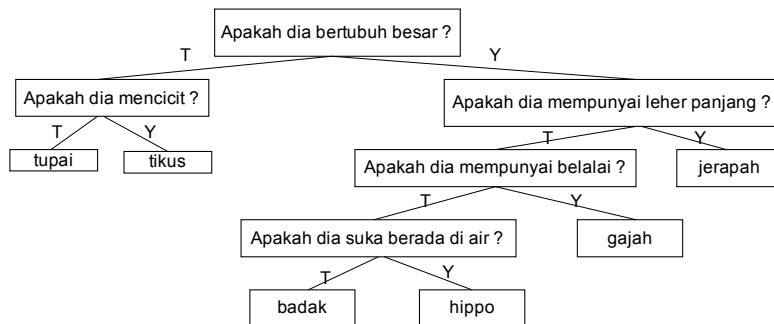 Apakah dia bertubuh besar ?
T
Y
Apakah dia mencicit ?
Apakah dia mempunyai leher panjang ?
T
Y
T
Y
tupai
tikus
Apakah dia mempunyai belalai ?
jerapah
T
Y
Apakah dia suka berada di air ?
gajah
T
Y
badak
hippo